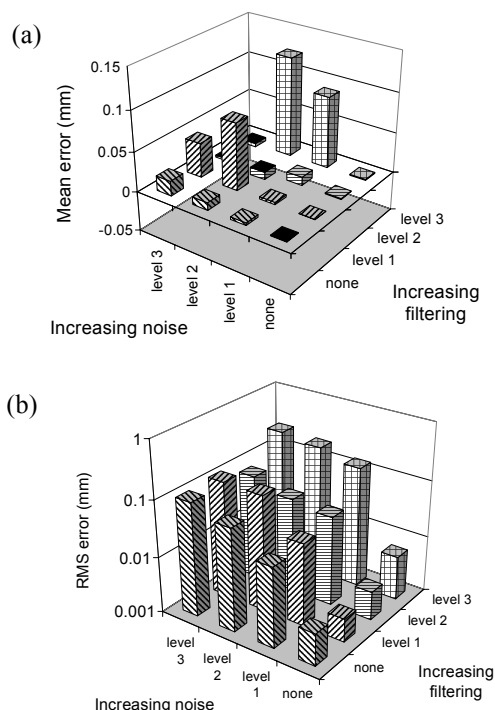 (a)
0.15
0.1
0.05
0
-0.05
Mean error (mm)
level 3
level 2
level 1
none
Increasing noise
none
level 1
level 2
level 3
Increasing
filtering
(b)
1
0.1
0.01
0.001
RMS error (mm)
level
3
level
2
level
1
none
Increasing noise
none
level 1
level 2
level 3
Increasing
filtering